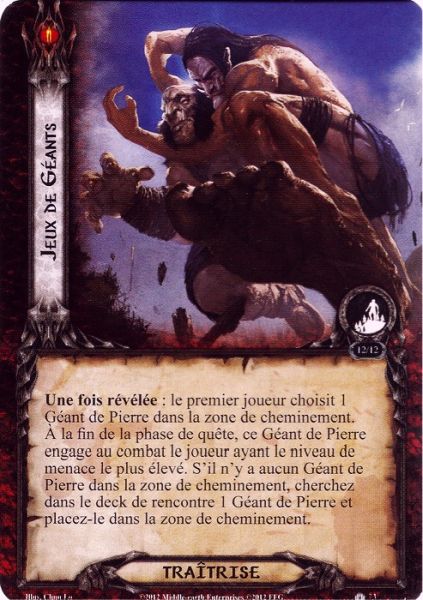 JEUX DE GÉANTS
12/12
Une fois révélée : le premier joueur choisit 1
Géant de Pierre dans la zone de cheminement.
À la fin de la phase de quête, ce Géant de Pierre
engage au combat le joueur ayant le niveau de
menace le plus élevé. S'il n'y a aucun Géant de
Pierre dans la zone de cheminement, cherchez
dans le deck de rencontre 1 Géant de Pierre et
placez-le dans la zone de cheminement.
TRAÎTRISE
Illus.
©2012 Middle-earth Enterprises ©2012 FFG